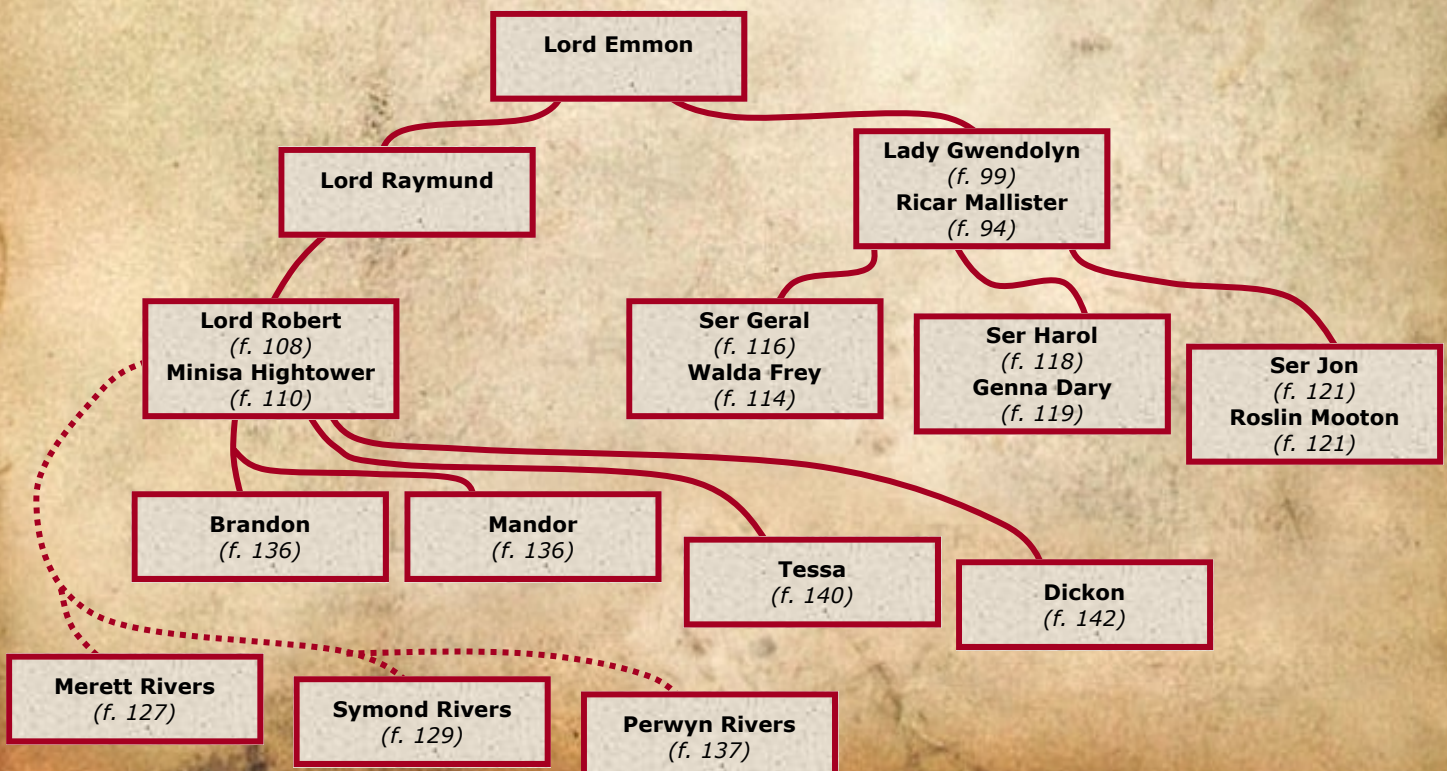 Lord Emmon
Lord Raymund
Lady Gwendolyn
(f. 99)
Ricar Mallister
(f. 94)
Lord Robert
(f. 108)
Minisa Hightower
(f. 110)
Ser Geral
(f. 116)
Walda Frey
(f. 114)
Ser Harol
(f. 118)
Genna Dary
(f. 119)
Ser Jon
(f. 121)
Roslin Mooton
(f. 121)
Brandon
(f. 136)
Mandor
(f. 136)
Tessa
(f. 140)
Dickon
(f. 142)
Merett Rivers
(f. 127)
Symond Rivers
(f. 129)
Perwyn Rivers
(f. 137)